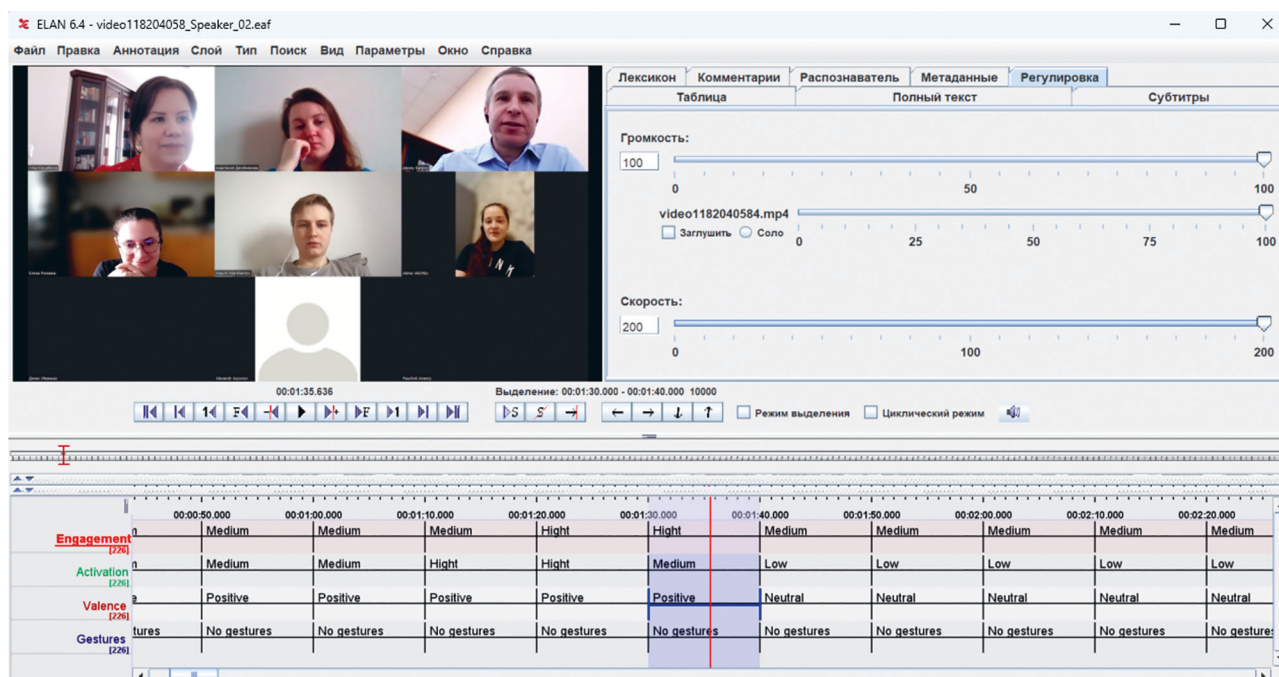 ELAN 6.4 - video118204058_Speaker_02.eaf
Файл Правка Аннотация Слой Тип Поиск Вид Параметры Окно Справка
Лексикон Комментарии Распознаватель Метаданные Регулировка
Таблица Полный текст Субтитры
Громкость:
100
0 50 100
video1182040584.mp4
Заглушить Соло
0 25 50 75 100
Скорость:
200
0 100 200
N K
00:01:35.636
Выделение: 00:01:30.000 - 00:01:40.000 10000
1 F F 1 S S
Режим выделения Циклический режим
00:00:50.000 00:01:00.000 00:01:10.000 00:01:20.000 00:01:30.000 00:01:40.000 00:01:50.000 00:02:00.000 00:02:10.000 00:02:20.000
Engagement Medium Medium Medium Hight Hight Medium Medium Medium Medium Medium
[226]
Activation Medium Medium Hight Hight Medium Low Low Low Low Low
[226]
Valence e Positive Positive Positive Positive Positive Neutral Neutral Neutral Neutral Neutral
[226]
Gestures tures No gestures No gestures No gestures No gestures No gestures No gestures No gestures No gestures No gestures No gesture
[226]